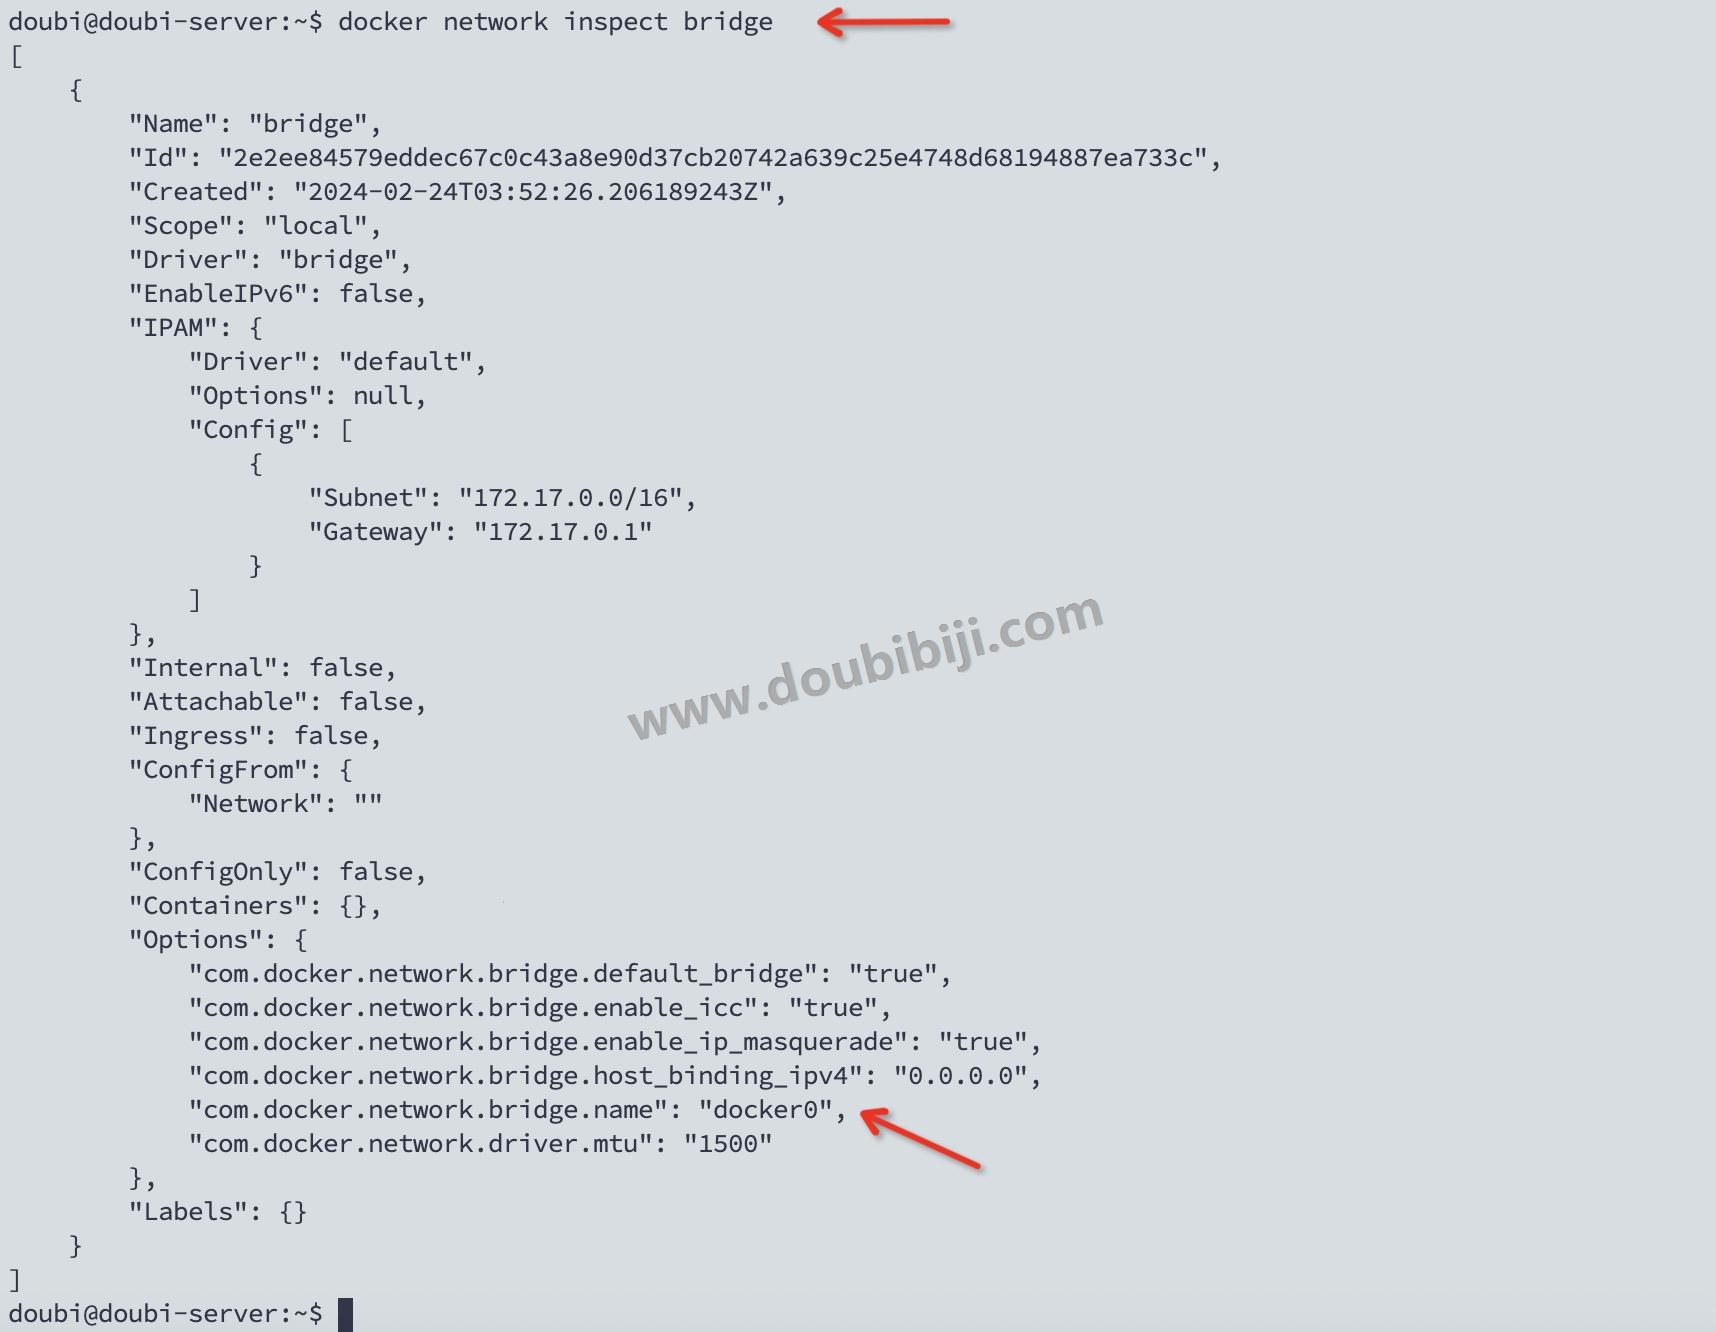 doubi@doubi-server:~$ docker network inspect bridge
[
    {
        "Name": "bridge",
        "Id": "2e2ee84579eddec67c0c43a8e90d37cb20742a639c25e4748d68194887ea733c",
        "Created": "2024-02-24T03:52:26.206189243Z",
        "Scope": "local",
        "Driver": "bridge",
        "EnableIPv6": false,
        "IPAM": {
            "Driver": "default",
            "Options": null,
            "Config": [
                {
                    "Subnet": "172.17.0.0/16",
                    "Gateway": "172.17.0.1"
                }
            ]
        },
        "Internal": false,
        "Attachable": false,
        "Ingress": false,
        "ConfigFrom": {
            "Network": ""
        },
        "ConfigOnly": false,
        "Containers": {},
        "Options": {
            "com.docker.network.bridge.default_bridge": "true",
            "com.docker.network.bridge.enable_icc": "true",
            "com.docker.network.bridge.enable_ip_masquerade": "true",
            "com.docker.network.bridge.host_binding_ipv4": "0.0.0.0",
            "com.docker.network.bridge.name": "docker0",
            "com.docker.network.driver.mtu": "1500"
        },
        "Labels": {}
    }
]
doubi@doubi-server:~$
www.doubibiji.com